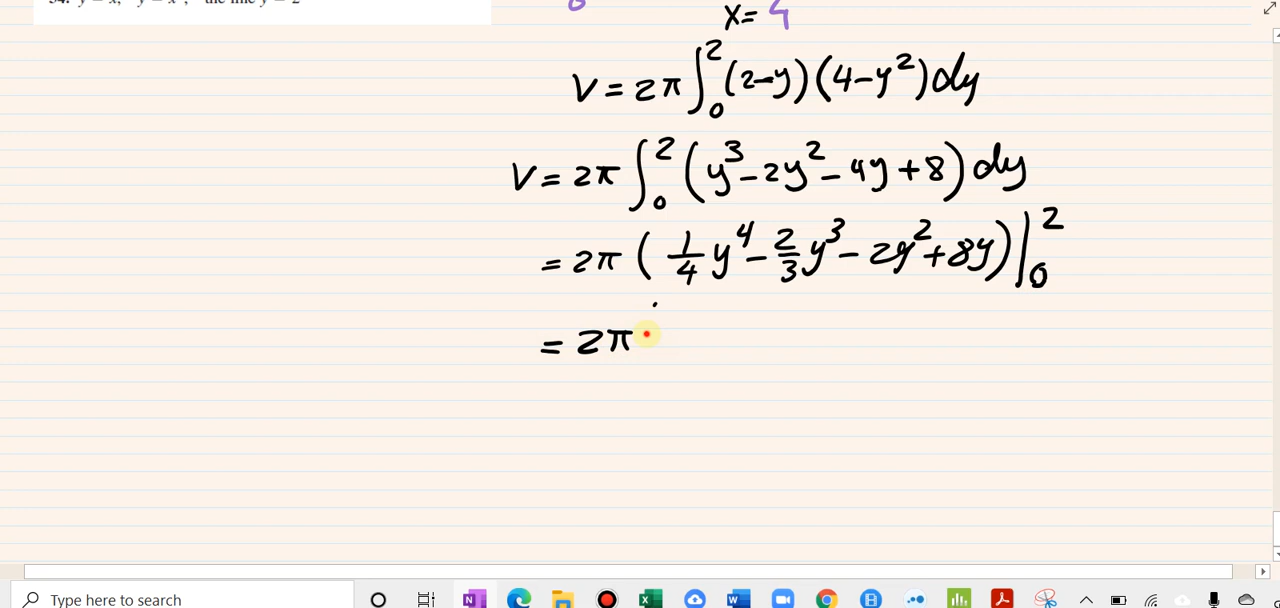 x = 4
V = 2π ∫₀² (2-y)(4-y²) dy
V = 2π ∫₀² (y³ - 2y² - 4y + 8) dy
= 2π (1/4 y⁴ - 2/3 y³ - 2y² + 8y) |₀²
= 2π
Type here to search